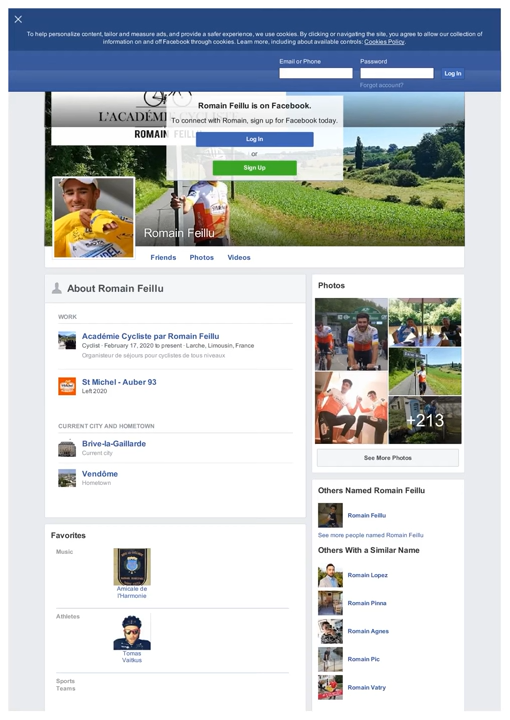 To help personalize content, tailor and measure ads, and provide a safer experience, we use cookies. By clicking or navigating the site, you agree to allow our collection of
information on and off Facebook through cookies. Learn more, including about available controls: Cookies Policy.
Email or Phone
Password
Log In
Forgot account?
Romain Feillu is on Facebook.
To connect with Romain, sign up for Facebook today.
Log In
or
Sign Up
L'ACADÉMIE CYCLISTE
ROMAIN FEILLU
Romain Feillu
Friends
Photos
Videos
About Romain Feillu
WORK
Académie Cycliste par Romain Feillu
Cyclist · February 17, 2020 to present · Larche, Limousin, France
Organisateur de séjours pour cyclistes de tous niveaux
St Michel - Auber 93
Left 2020
CURRENT CITY AND HOMETOWN
Brive-la-Gaillarde
Current city
Vendôme
Hometown
Favorites
Music
Amicale de
l'Harmonie
Athletes
Tomas
Vaitkus
Sports
Teams
Photos
+213
See More Photos
Others Named Romain Feillu
Romain Feillu
See more people named Romain Feillu
Others With a Similar Name
Romain Lopez
Romain Pinna
Romain Agnes
Romain Pic
Romain Vatry